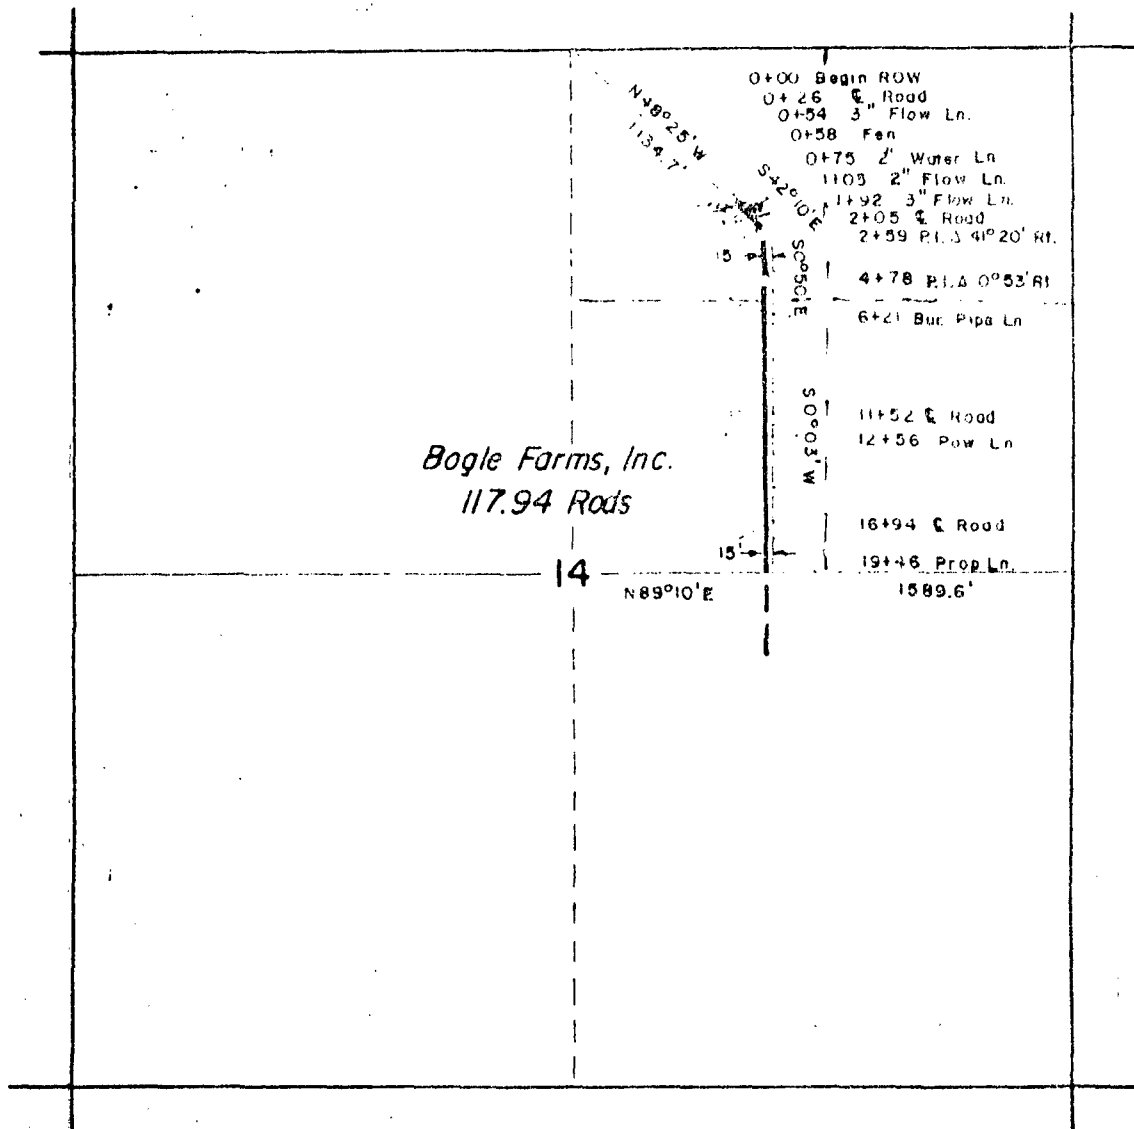 0+00 Begin ROW
0+26 ℄ Road
0+54 3" Flow Ln.
0+58 Fen
0+75 2" Water Ln
1+03 2" Flow Ln.
1+92 3" Flow Ln.
2+05 ℄ Road
2+59 P.I. Δ 41°20' Rt.
4+78 P.I. Δ 0°53' Rt
6+21 Bur. Pipe Ln
11+52 ℄ Road
12+56 Pow Ln
16+94 ℄ Road
19+46 Prop Ln.
1589.6'
N48°25'W
1134.7'
S42°10'E
S0°50'E
S0°03'W
15
15'
Bogle Farms, Inc.
117.94 Rods
14
N89°10'E